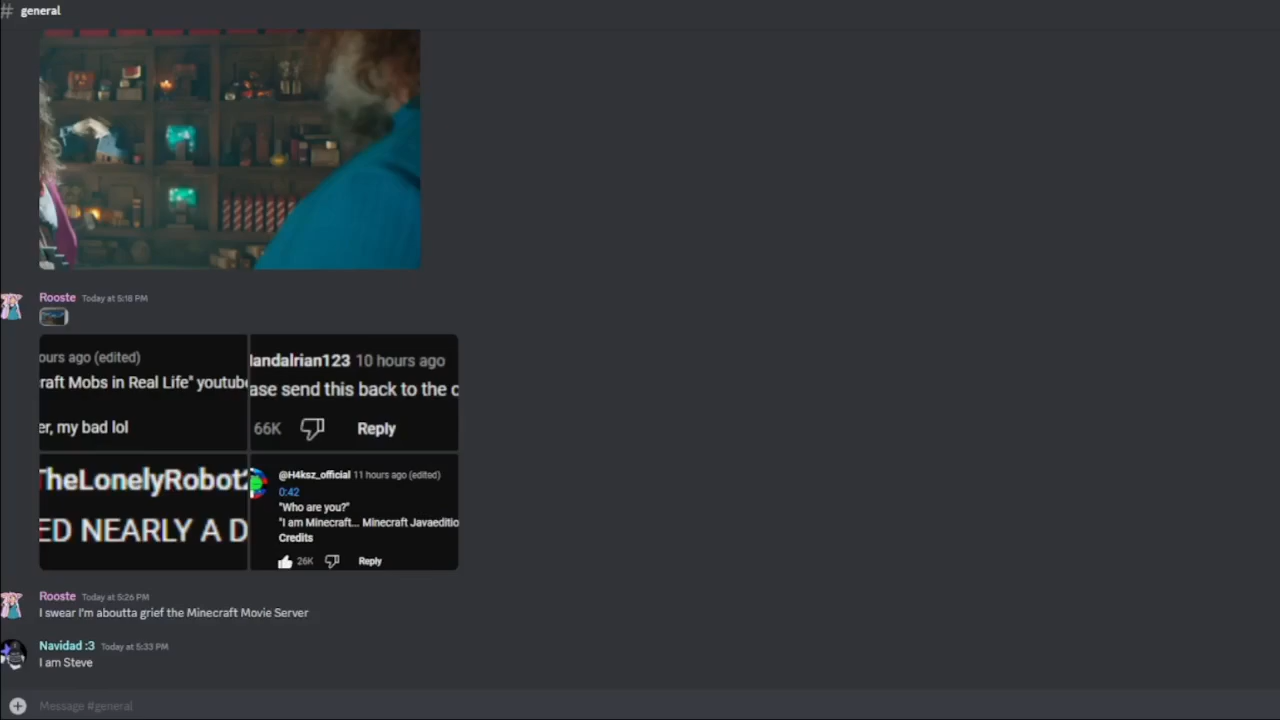 # general
Rooste Today at 5:18 PM
ours ago (edited)
raft Mobs in Real Life" youtube
er, my bad lol
landalrian123 10 hours ago
ase send this back to the c
66K Reply
TheLonelyRobot2
ED NEARLY A D
@H4ksz_official 11 hours ago (edited)
0:42
"Who are you?"
"I am Minecraft... Minecraft Javaeditio
Credits
26K Reply
Rooste Today at 5:26 PM
I swear I'm aboutta grief the Minecraft Movie Server
Navidad :3 Today at 5:33 PM
I am Steve
Message #general